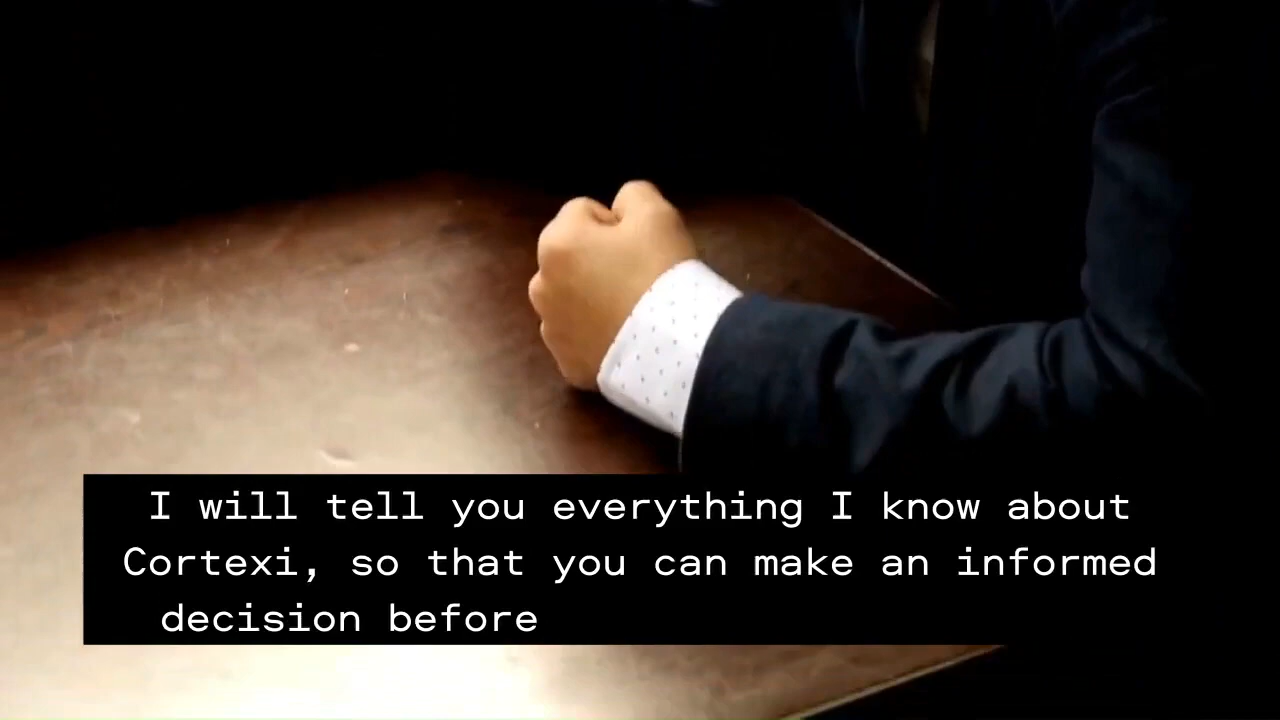 I will tell you everything I know about
Cortexi, so that you can make an informed
decision before